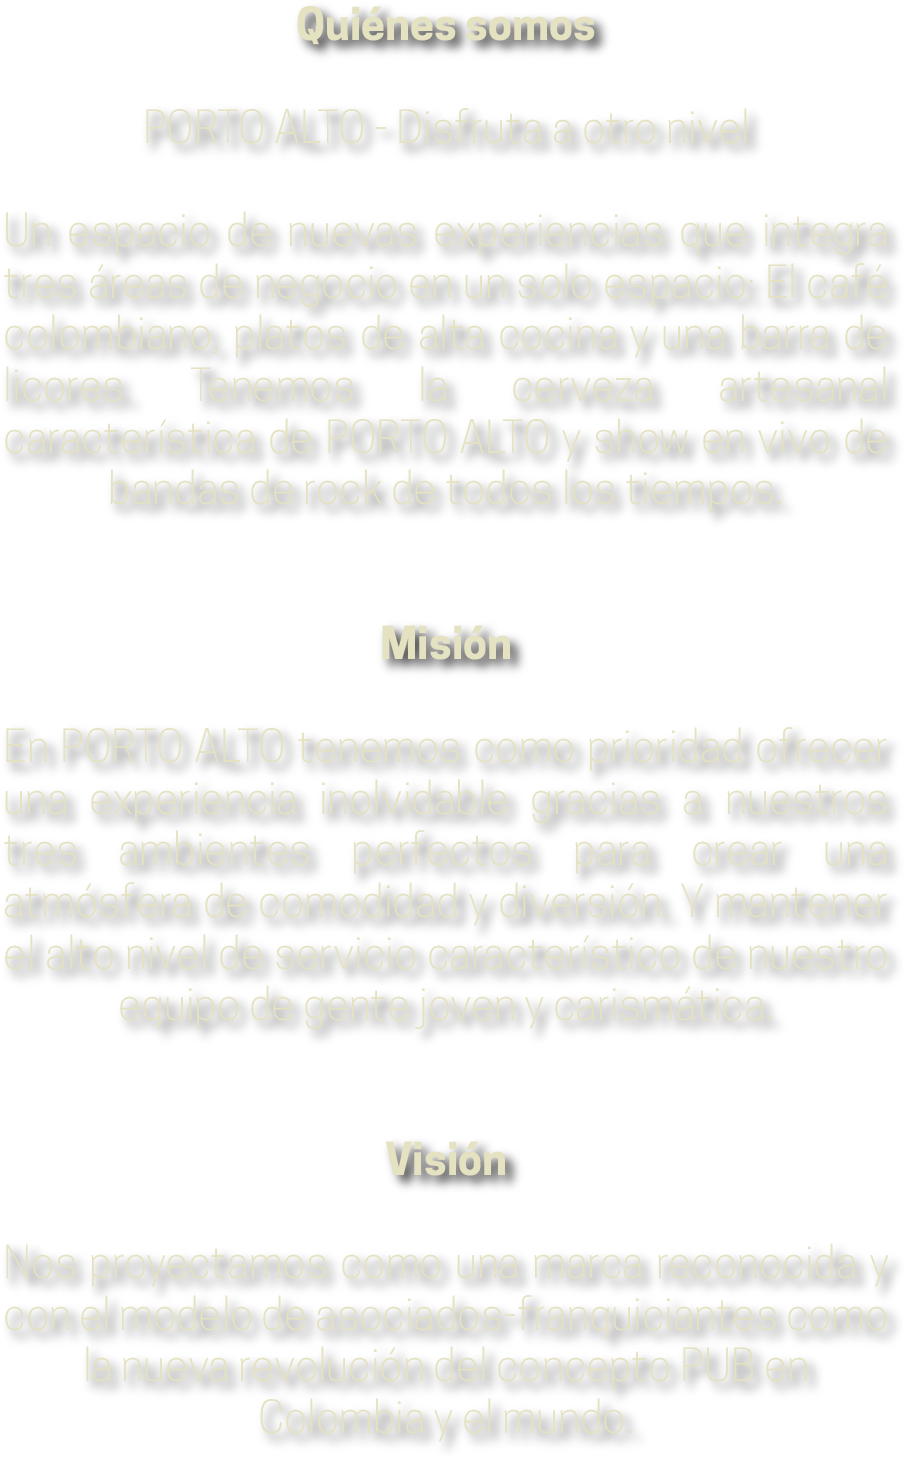 Quiénes somos
PORTO ALTO - Disfruta a otro nivel
Un espacio de nuevas experiencias que integra
tres áreas de negocio en un solo espacio: El café
colombiano, platos de alta cocina y una barra de
licores. Tenemos la cerveza artesanal
característica de PORTO ALTO y show en vivo de
bandas de rock de todos los tiempos.
Misión
En PORTO ALTO tenemos como prioridad ofrecer
una experiencia inolvidable gracias a nuestros
tres ambientes perfectos para crear una
atmósfera de comodidad y diversión. Y mantener
el alto nivel de servicio característico de nuestro
equipo de gente joven y carismática.
Visión
Nos proyectamos como una marca reconocida y
con el modelo de asociados-franquiciantes como
la nueva revolución del concepto PUB en
Colombia y el mundo.